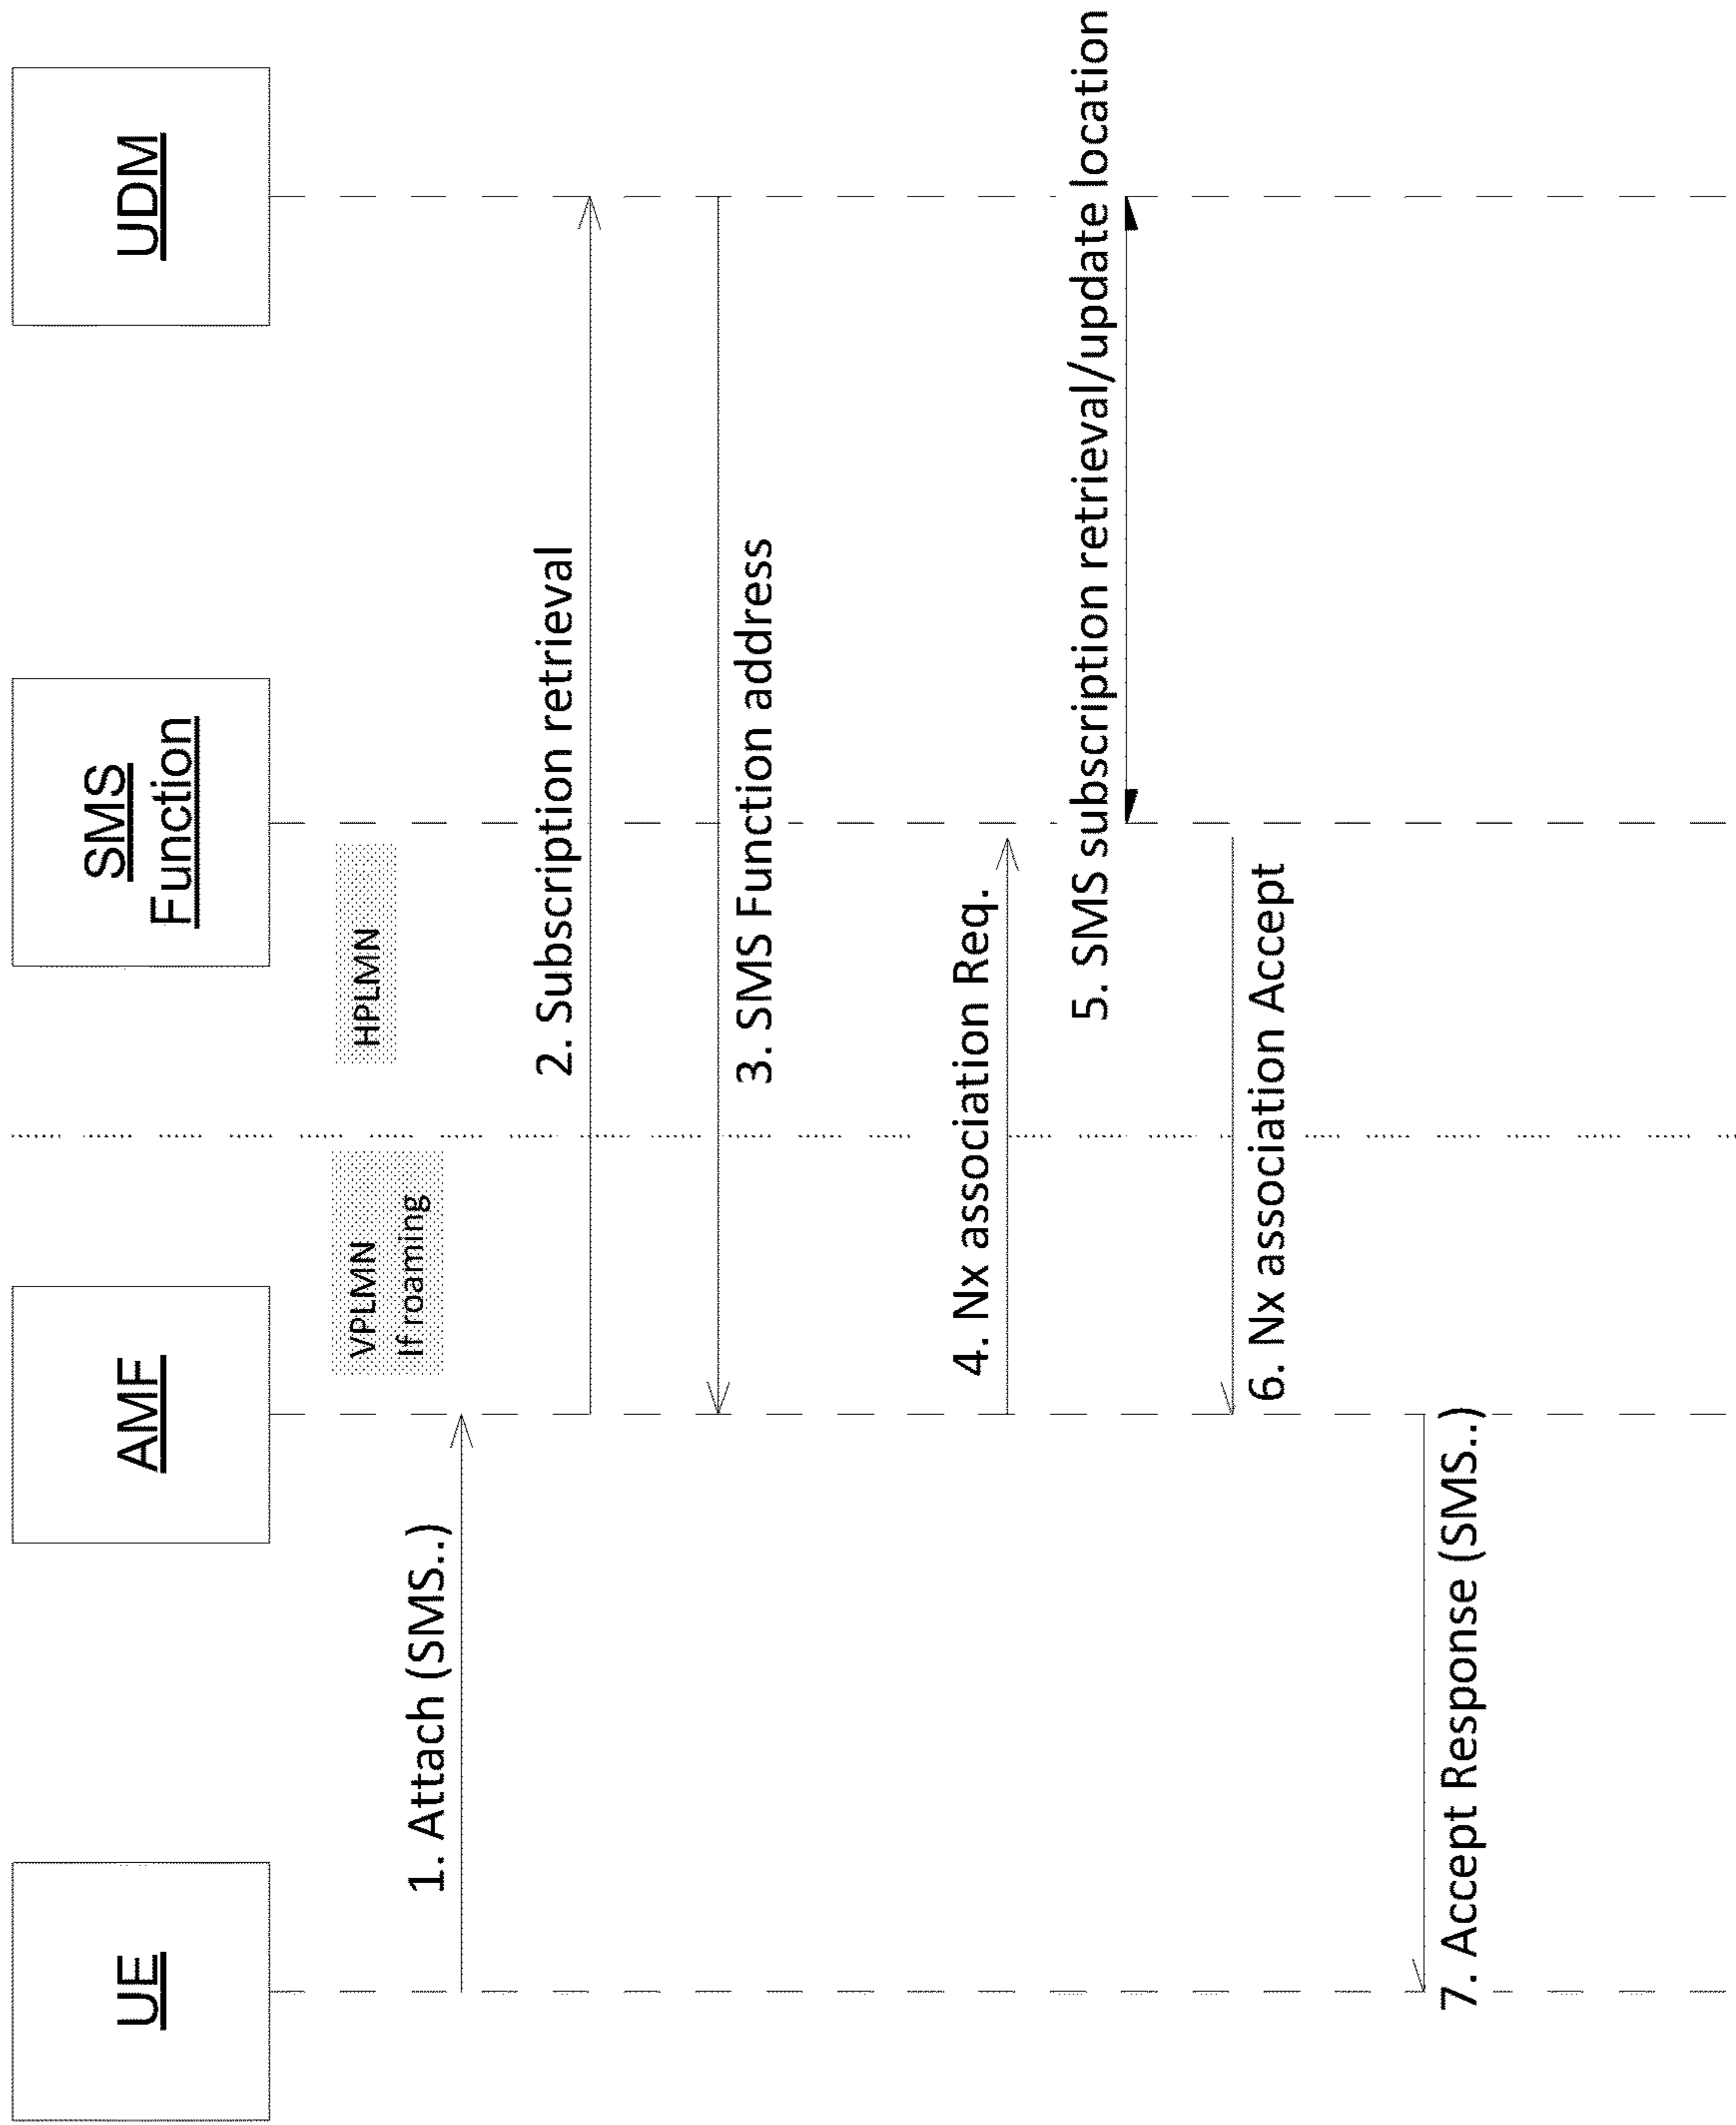 UE
AMF
SMS
Function
UDM
VPLMN
If roaming
HPLMN
1. Attach (SMS..)
2. Subscription retrieval
3. SMS Function address
4. Nx association Req.
5. SMS subscription retrieval/update location
6. Nx association Accept
7. Accept Response (SMS..)